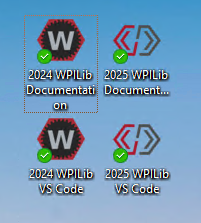 W
2024 WPILib
Documentati
on
2025 WPILib
Document...
W
2024 WPILib
VS Code
2025 WPILib
VS Code